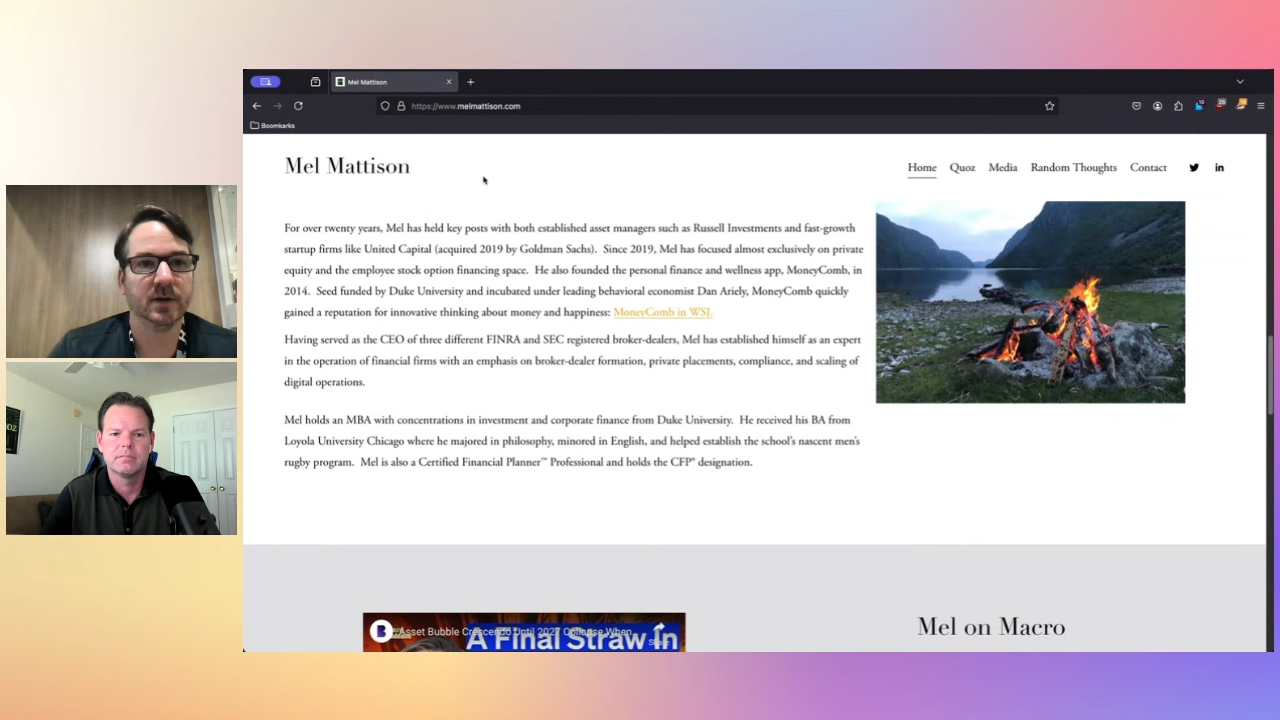 Mel Mattison
https://www.melmattison.com
Boomkarks
Mel Mattison
Home Quoz Media Random Thoughts Contact
For over twenty years, Mel has held key posts with both established asset managers such as Russell Investments and fast-growth
startup firms like United Capital (acquired 2019 by Goldman Sachs). Since 2019, Mel has focused almost exclusively on private
equity and the employee stock option financing space. He also founded the personal finance and wellness app, MoneyComb, in
2014. Seed funded by Duke University and incubated under leading behavioral economist Dan Ariely, MoneyComb quickly
gained a reputation for innovative thinking about money and happiness: MoneyComb in WSJ.
Having served as the CEO of three different FINRA and SEC registered broker-dealers, Mel has established himself as an expert
in the operation of financial firms with an emphasis on broker-dealer formation, private placements, compliance, and scaling of
digital operations.
Mel holds an MBA with concentrations in investment and corporate finance from Duke University. He received his BA from
Loyola University Chicago where he majored in philosophy, minored in English, and helped establish the school's nascent men's
rugby program. Mel is also a Certified Financial Planner™ Professional and holds the CFP® designation.
Asset Bubble Crescendo Until 2027 Collapse When
A Final Straw in
Mel on Macro